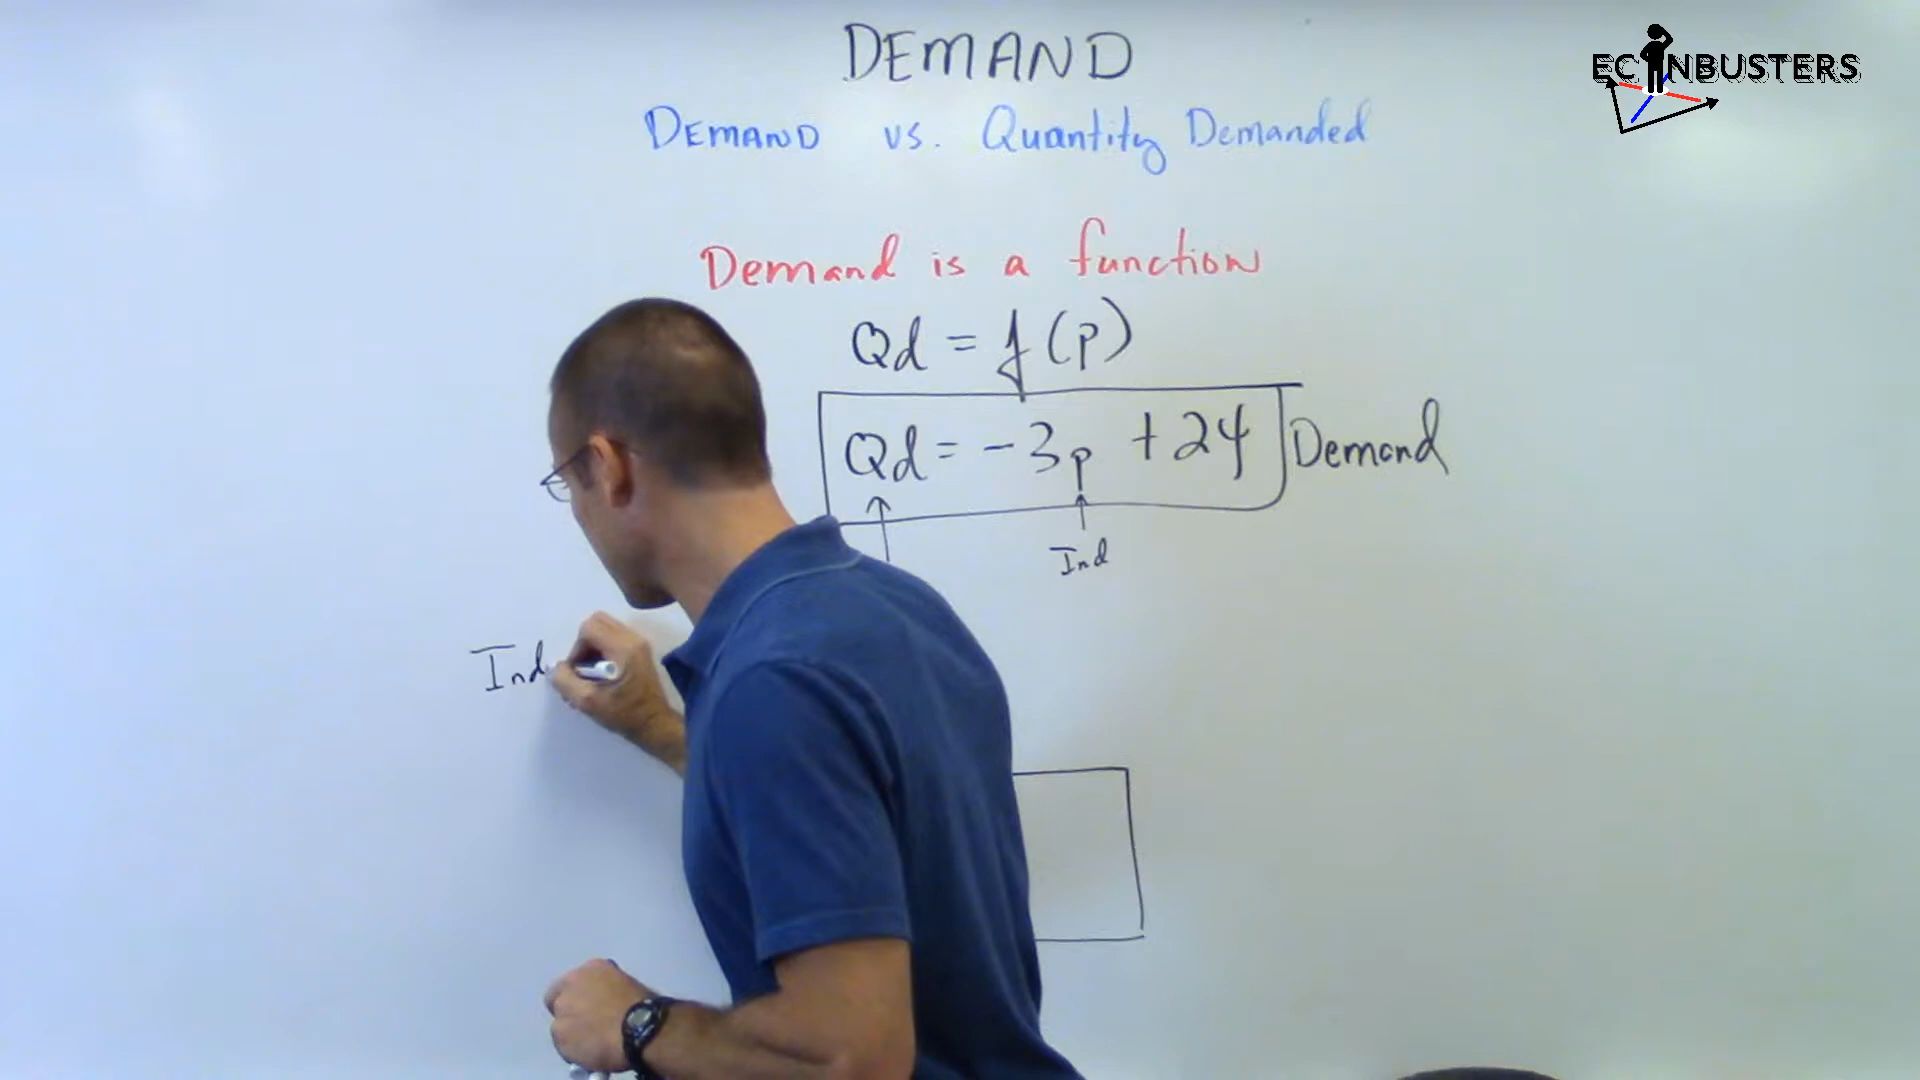 DEMAND
ECONBUSTERS
DEMAND vs. Quantity Demanded
Demand is a function
Qd = f(p)
Qd = -3p +24 Demand
Ind
Ind